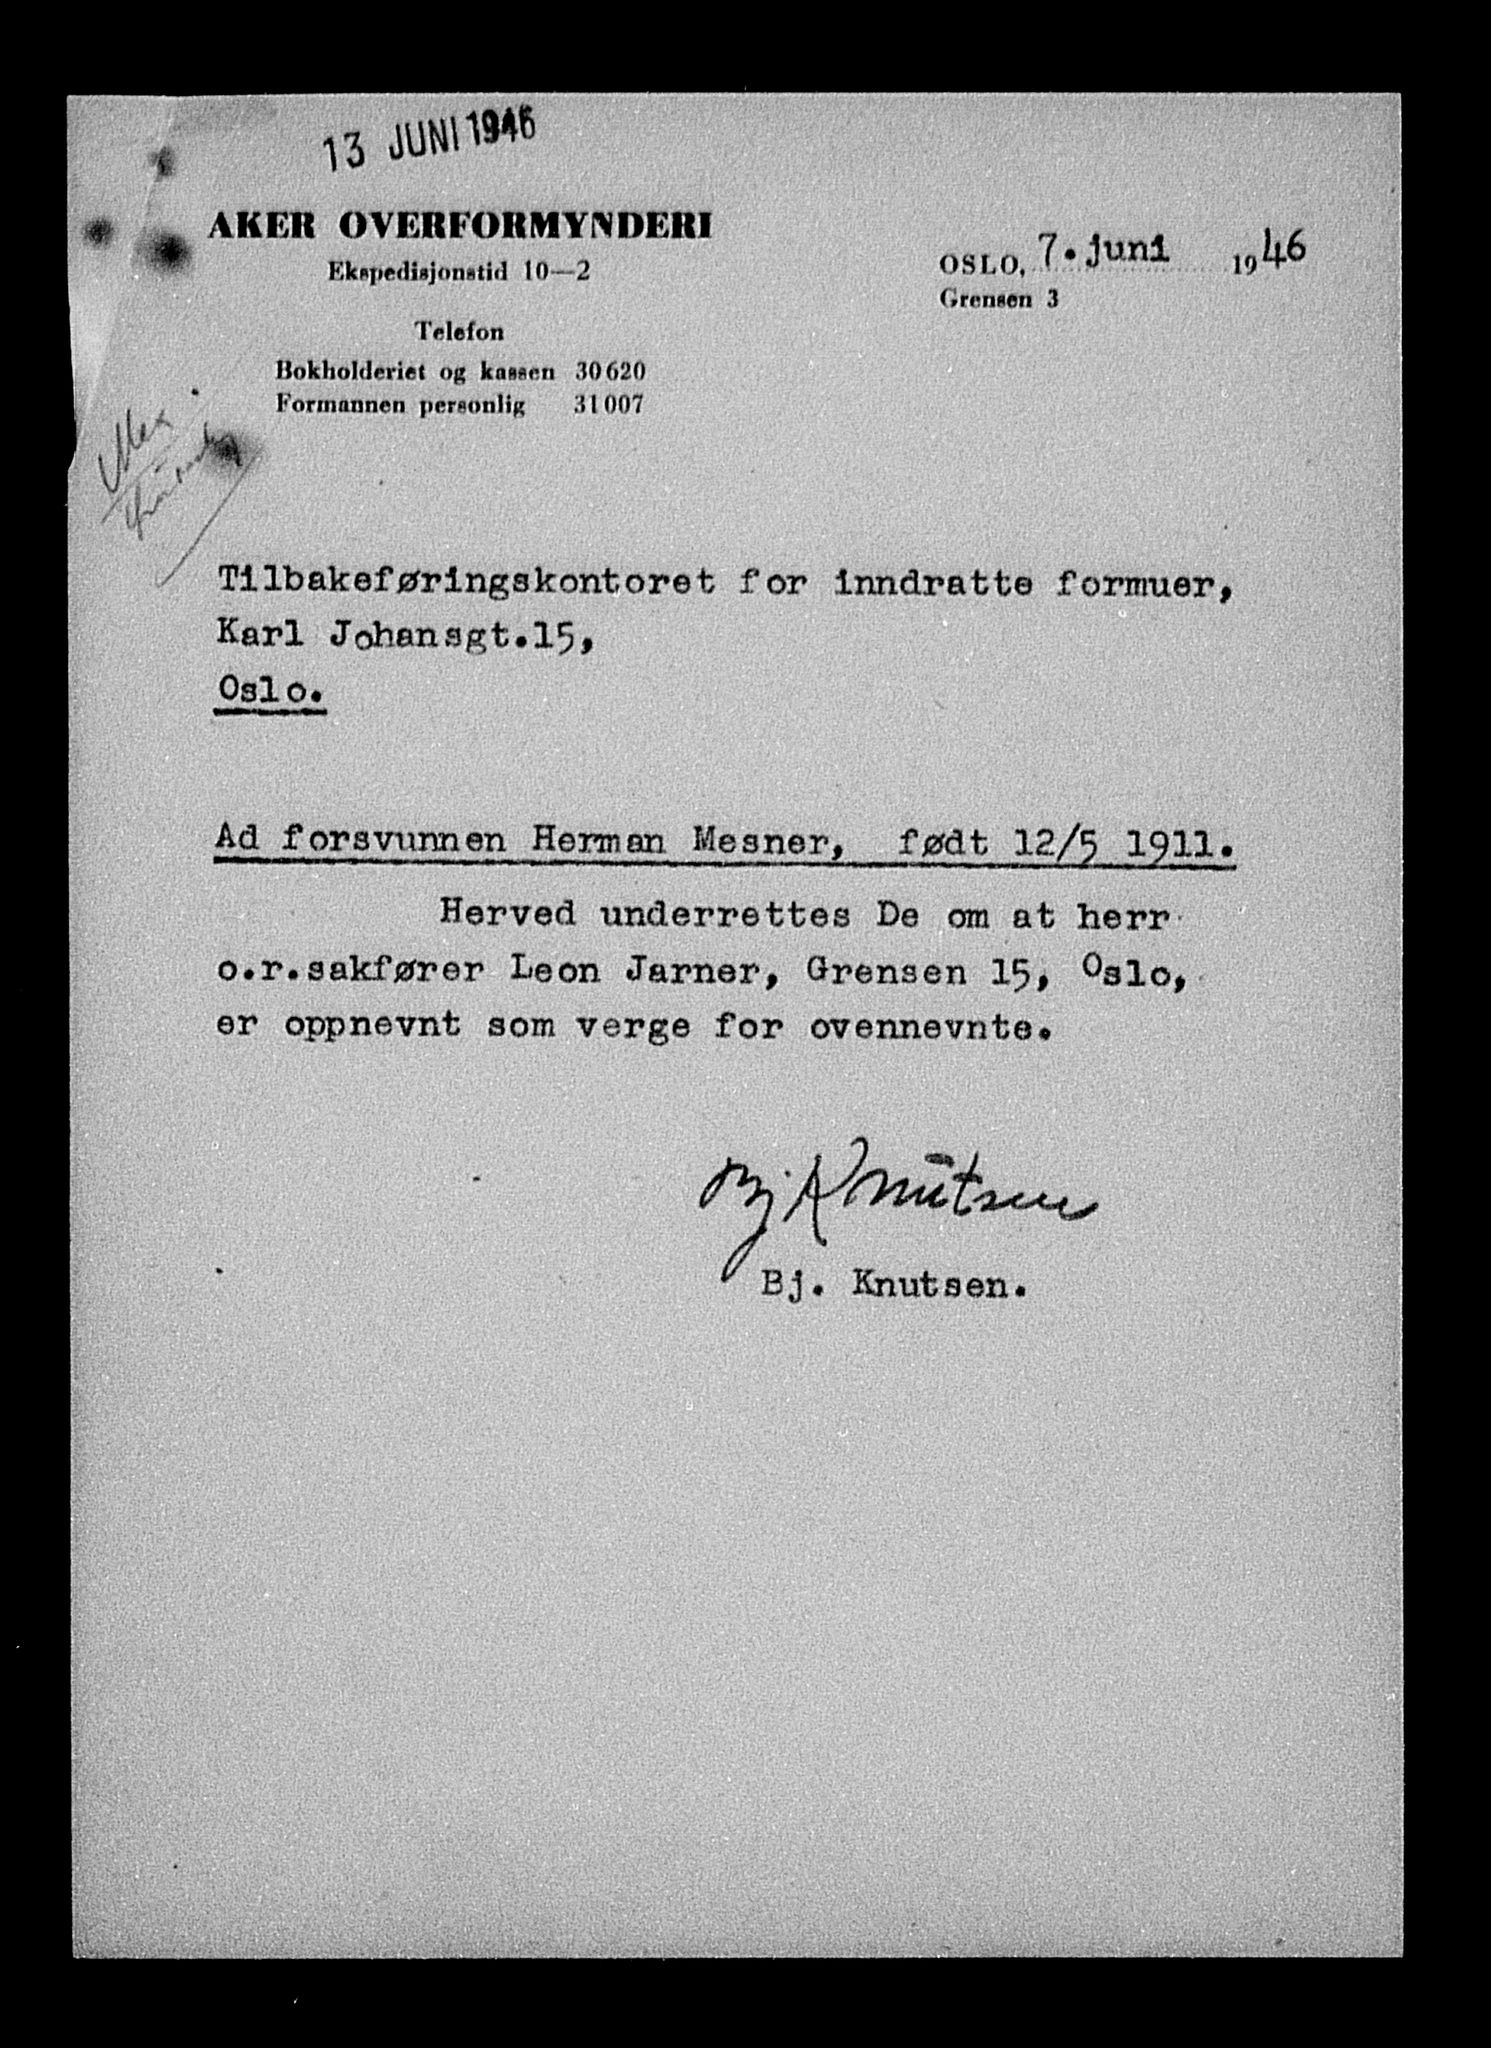 13 JUNI 1946
AKER OVERFORMYNDERI
Ekspedisjonstid 10—2
Telefon
Bokholderiet og kassen 30620
Formannen personlig 31007
OSLO, 7. juni 1946
Grensen 3
Tilbakeføringskontoret for inndratte formuer,
Karl Johansgt.15,
Oslo.
Ad forsvunnen Herman Mesner, født 12/5 1911.
Herved underrettes De om at herr
o.r.sakfører Leon Jarner, Grensen 15, Oslo,
er oppnevnt som verge for ovennevnte.
Bj Knutsen
Bj. Knutsen.